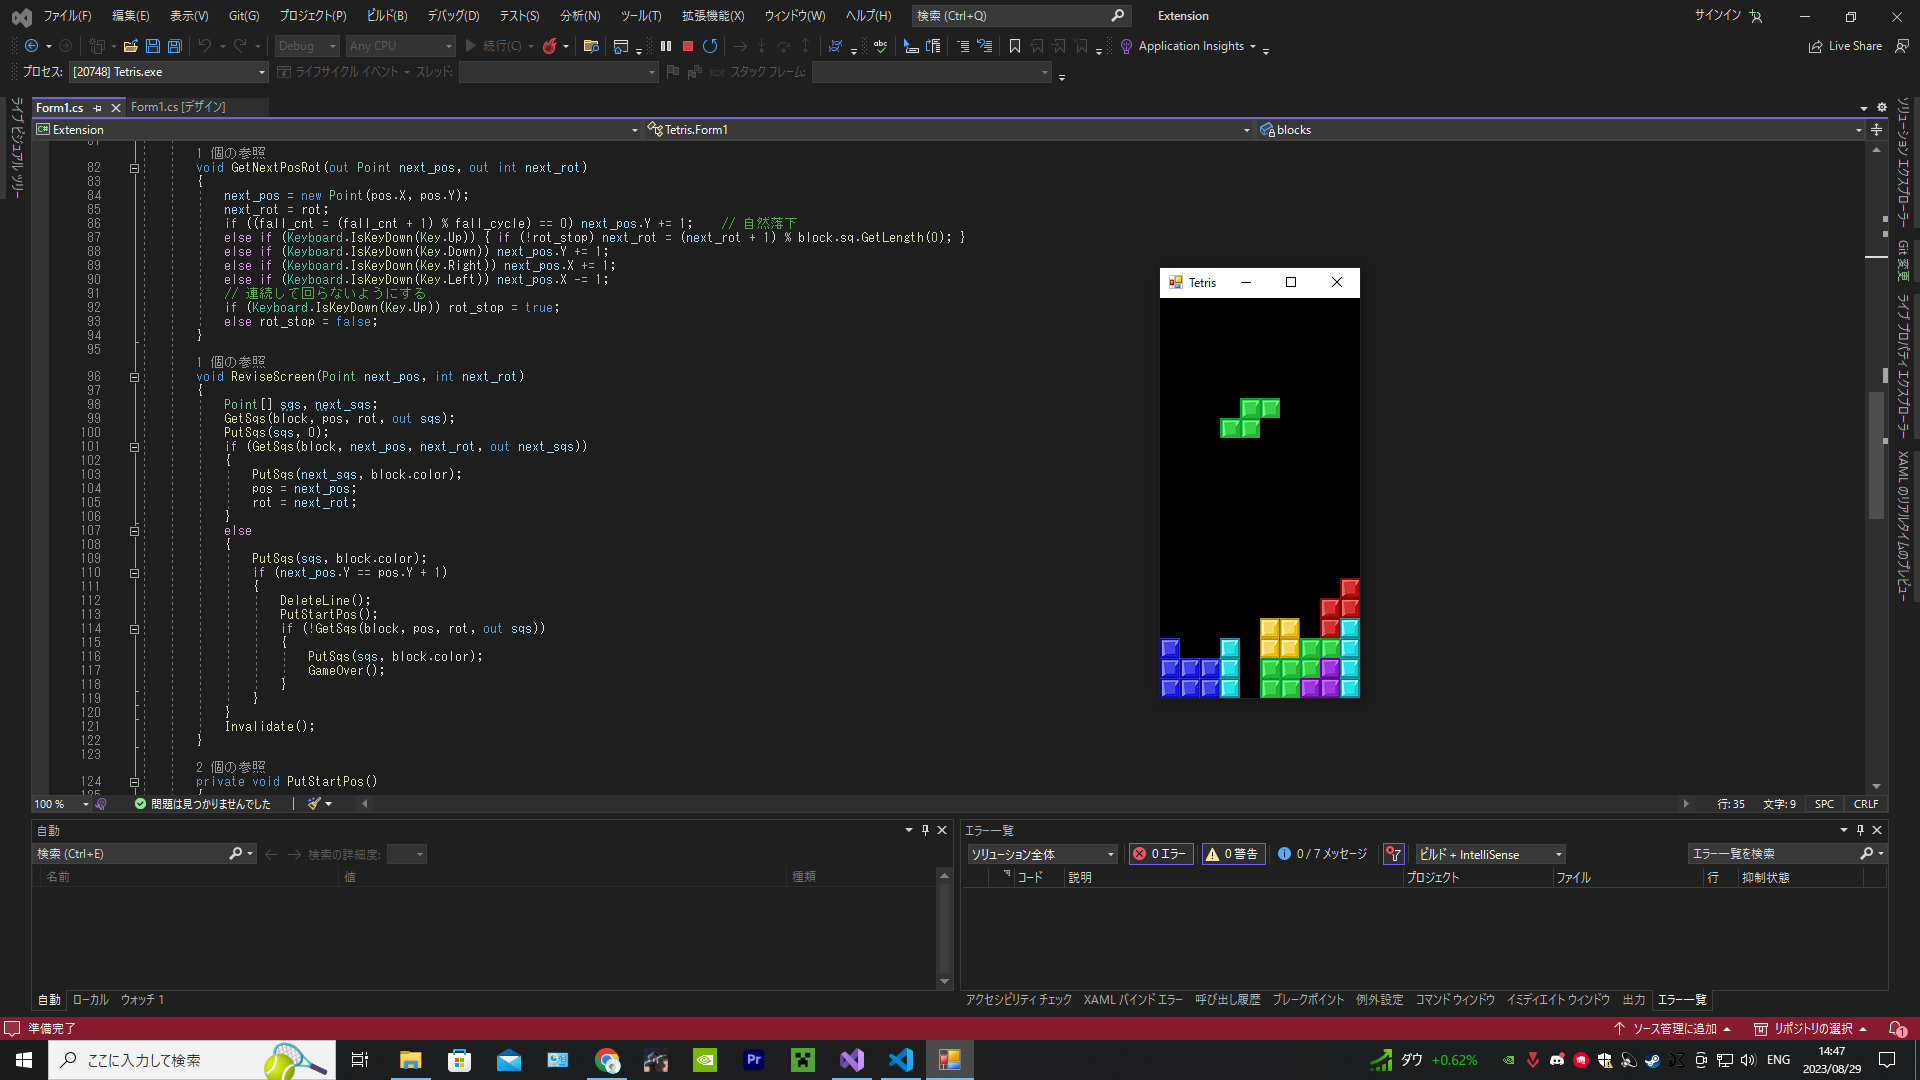 ファイル(F) 編集(E) 表示(V) Git(G) プロジェクト(P) ビルド(B) デバッグ(D) テスト(S) 分析(N) ツール(T) 拡張機能(X) ウィンドウ(W) ヘルプ(H) 検索 (Ctrl+Q) Extension サインイン
Debug Any CPU 続行(C) Application Insights Live Share
プロセス: [20748] Tetris.exe ライフサイクル イベント スレッド: スタック フレーム:
Form1.cs Form1.cs [デザイン]
Extension Tetris.Form1 blocks
ライブ ビジュアル ツリー
81
1 個の参照
82 void GetNextPosRot(out Point next_pos, out int next_rot)
83 {
84 next_pos = new Point(pos.X, pos.Y);
85 next_rot = rot;
86 if ((fall_cnt = (fall_cnt + 1) % fall_cycle) == 0) next_pos.Y += 1; // 自然落下
87 else if (Keyboard.IsKeyDown(Key.Up)) { if (!rot_stop) next_rot = (next_rot + 1) % block.sq.GetLength(0); }
88 else if (Keyboard.IsKeyDown(Key.Down)) next_pos.Y += 1;
89 else if (Keyboard.IsKeyDown(Key.Right)) next_pos.X += 1;
90 else if (Keyboard.IsKeyDown(Key.Left)) next_pos.X -= 1;
91 // 連続して回らないようにする
92 if (Keyboard.IsKeyDown(Key.Up)) rot_stop = true;
93 else rot_stop = false;
94 }
95
1 個の参照
96 void ReviseScreen(Point next_pos, int next_rot)
97 {
98 Point[] sqs, next_sqs;
99 GetSqs(block, pos, rot, out sqs);
100 PutSqs(sqs, 0);
101 if (GetSqs(block, next_pos, next_rot, out next_sqs))
102 {
103 PutSqs(next_sqs, block.color);
104 pos = next_pos;
105 rot = next_rot;
106 }
107 else
108 {
109 PutSqs(sqs, block.color);
110 if (next_pos.Y == pos.Y + 1)
111 {
112 DeleteLine();
113 PutStartPos();
114 if (!GetSqs(block, pos, rot, out sqs))
115 {
116 PutSqs(sqs, block.color);
117 GameOver();
118 }
119 }
120 }
121 Invalidate();
122 }
123
2 個の参照
124 private void PutStartPos()
125 {
Tetris
ソリューション エクスプローラー
Git 変更
ライブ プロパティ エクスプローラー
XAML のリアルタイムのプレビュー
100 % 問題は見つかりませんでした 行: 35 文字: 9 SPC CRLF
自動
検索 (Ctrl+E) 検索の詳細度:
名前 値 種類
自動 ローカル ウォッチ 1
エラー一覧
ソリューション全体 0 エラー 0 警告 0 / 7 メッセージ ビルド + IntelliSense エラー一覧を検索
コード 説明 プロジェクト ファイル 行 抑制状態
アクセシビリティ チェック XAML バインド エラー 呼び出し履歴 ブレークポイント 例外設定 コマンド ウィンドウ イミディエイト ウィンドウ 出力 エラー一覧
準備完了 ソース管理に追加 リポジトリの選択 1
ここに入力して検索 Pr ダウ +0.62% ENG 14:47
2023/08/29